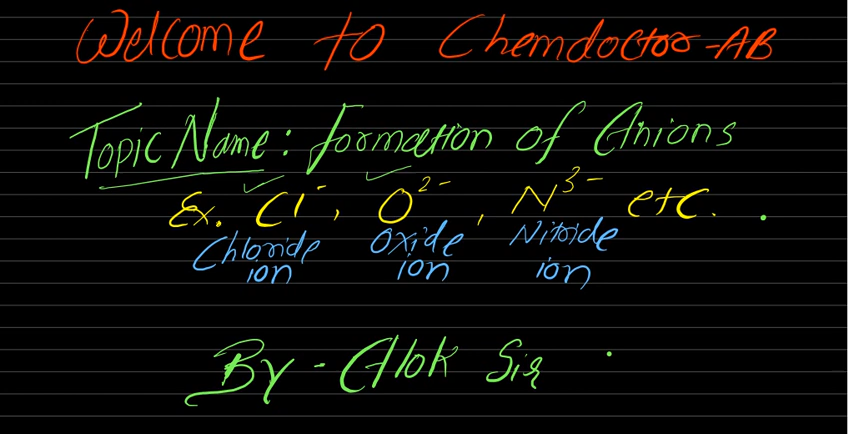 Welcome to Chemdoctor-AB
Topic Name: Formation of Anions
Ex. Cl⁻, O²⁻, N³⁻ etc.
Chloride ion Oxide ion Nitride ion
By - Alok Sir